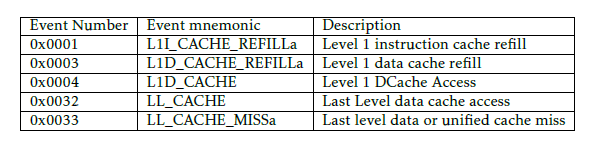 Event Number Event mnemonic Description
0x0001 L1I_CACHE_REFILLa Level 1 instruction cache refill
0x0003 L1D_CACHE_REFILLa Level 1 data cache refill
0x0004 L1D_CACHE Level 1 DCache Access
0x0032 LL_CACHE Last Level data cache access
0x0033 LL_CACHE_MISSa Last level data or unified cache miss